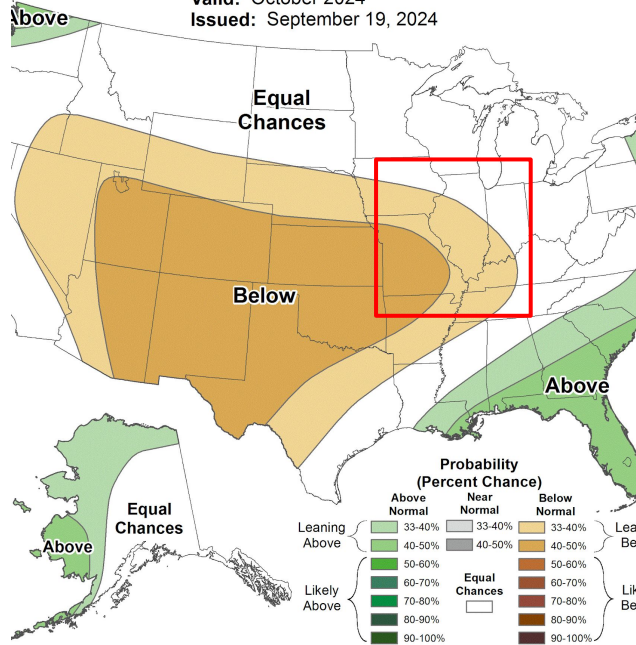 Valid: October 2024
Issued: September 19, 2024
Above
Equal
Chances
Below
Above
Equal
Chances
Above
Probability
(Percent Chance)
Above
Normal
Near
Normal
Below
Normal
Leaning
Above
33-40%
33-40%
33-40%
40-50%
40-50%
40-50%
Likely
Above
50-60%
50-60%
60-70%
60-70%
70-80%
70-80%
80-90%
80-90%
90-100%
90-100%
Equal
Chances